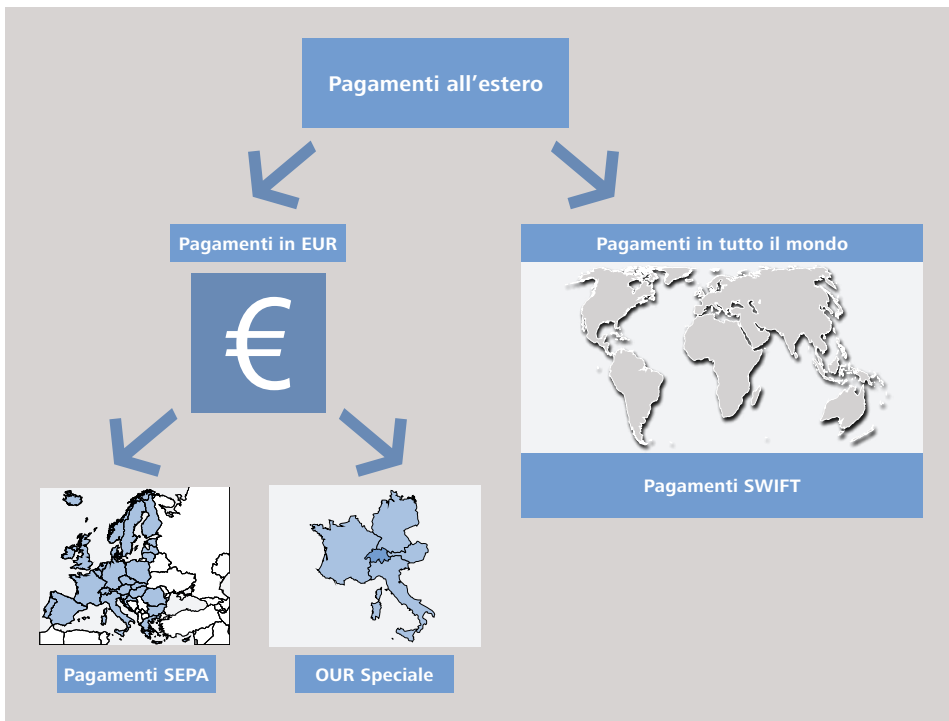 Pagamenti all'estero
Pagamenti in EUR
Pagamenti in tutto il mondo
€
Pagamenti SWIFT
Pagamenti SEPA
OUR Speciale